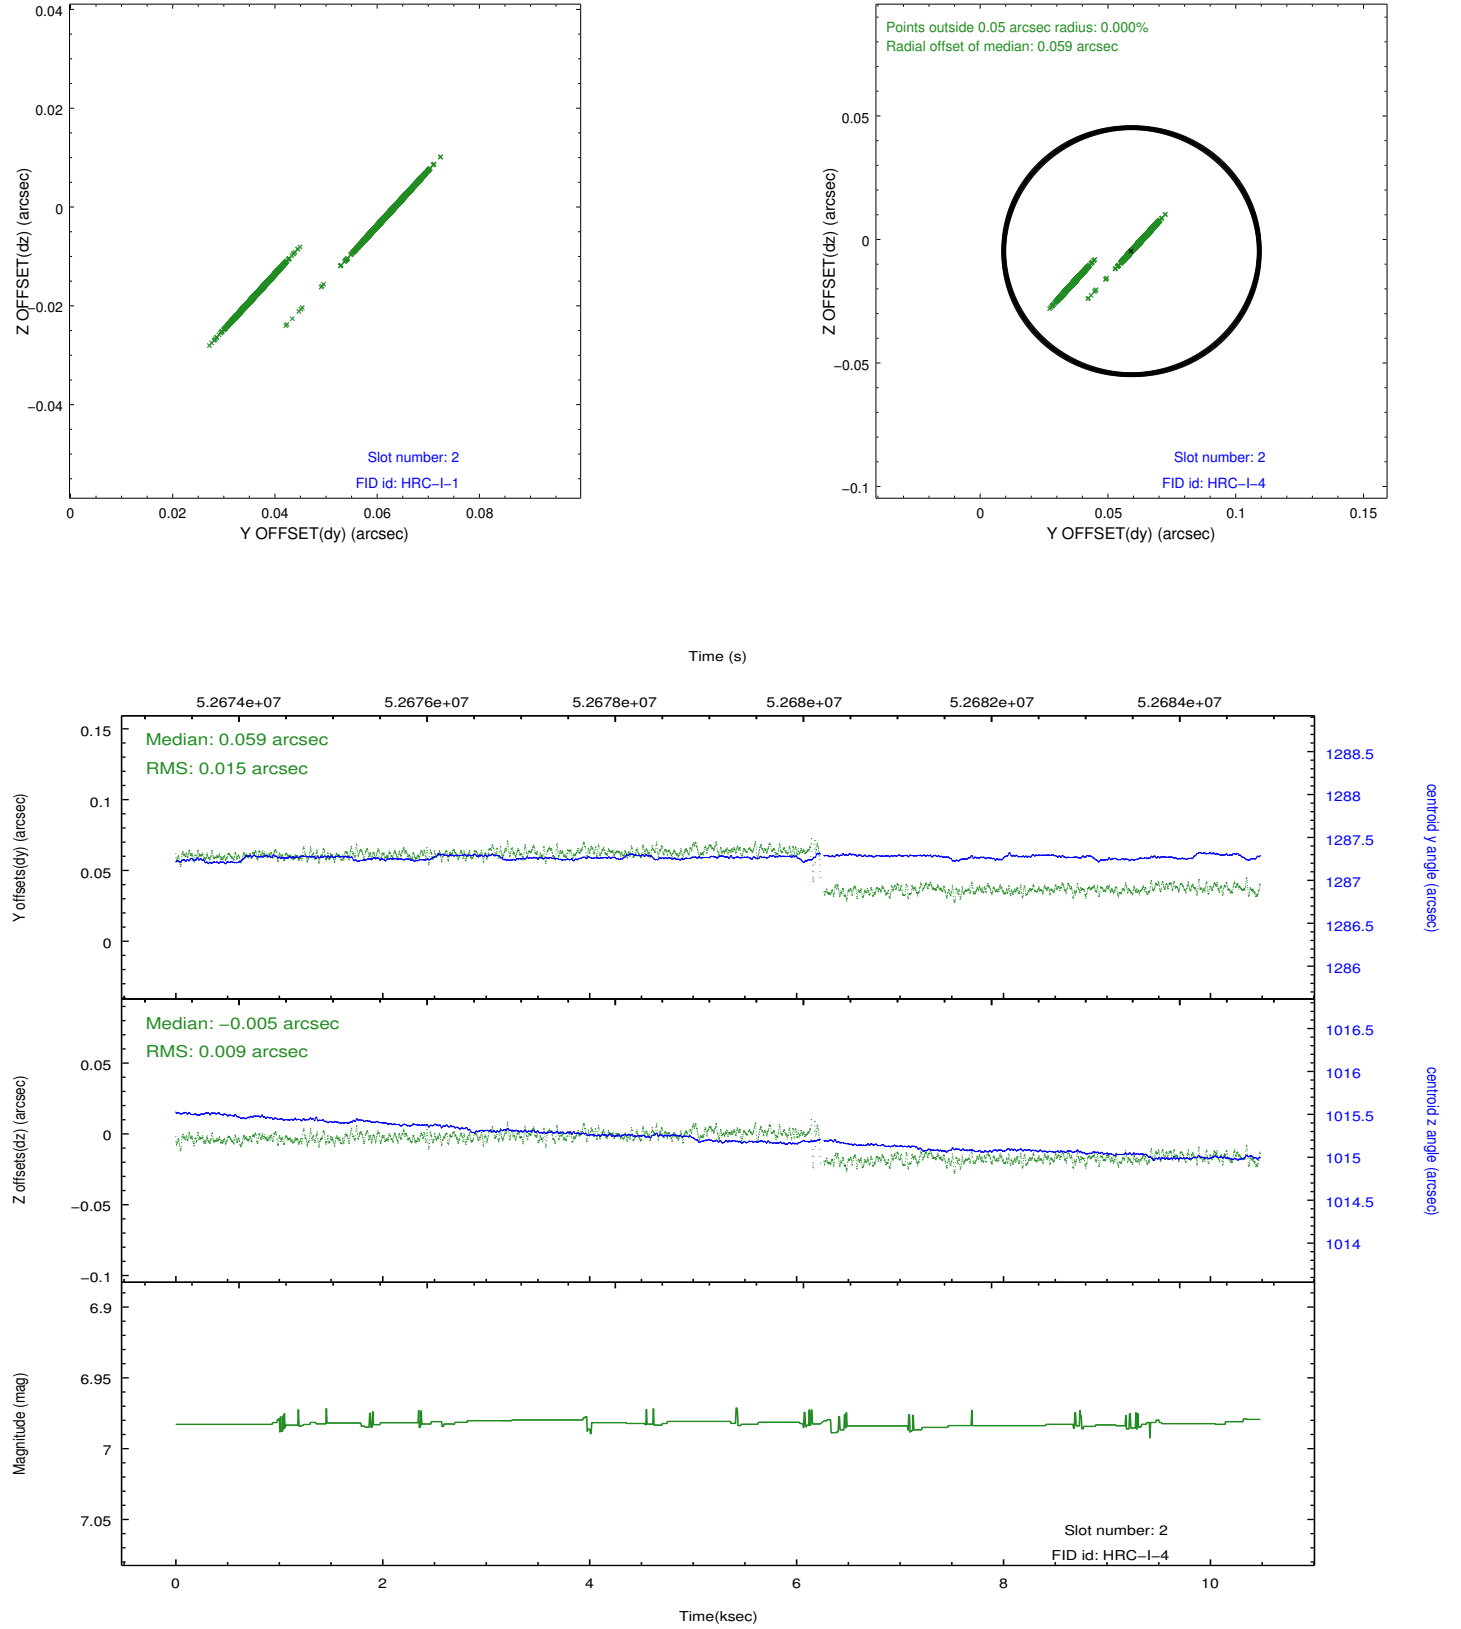 0.04
0.02
0
−0.02
−0.04
Z OFFSET(dz) (arcsec)
Slot number: 2
FID id: HRC−I−1
0
0.02
0.04
0.06
0.08
Y OFFSET(dy) (arcsec)
Points outside 0.05 arcsec radius: 0.000%
Radial offset of median: 0.059 arcsec
0.05
0
−0.05
−0.1
Z OFFSET(dz) (arcsec)
Slot number: 2
FID id: HRC−I−4
0
0.05
0.1
0.15
Y OFFSET(dy) (arcsec)
Time (s)
5.2674e+07
5.2676e+07
5.2678e+07
5.268e+07
5.2682e+07
5.2684e+07
Median: 0.059 arcsec
RMS: 0.015 arcsec
0.15
0.1
0.05
0
Y offsets(dy) (arcsec)
1288.5
1288
1287.5
1287
1286.5
1286
centroid y angle (arcsec)
Median: −0.005 arcsec
RMS: 0.009 arcsec
0.05
0
−0.05
−0.1
Z offsets(dz) (arcsec)
1016.5
1016
1015.5
1015
1014.5
1014
centroid z angle (arcsec)
6.9
6.95
7
7.05
Magnitude (mag)
Slot number: 2
FID id: HRC−I−4
0
2
4
6
8
10
Time(ksec)